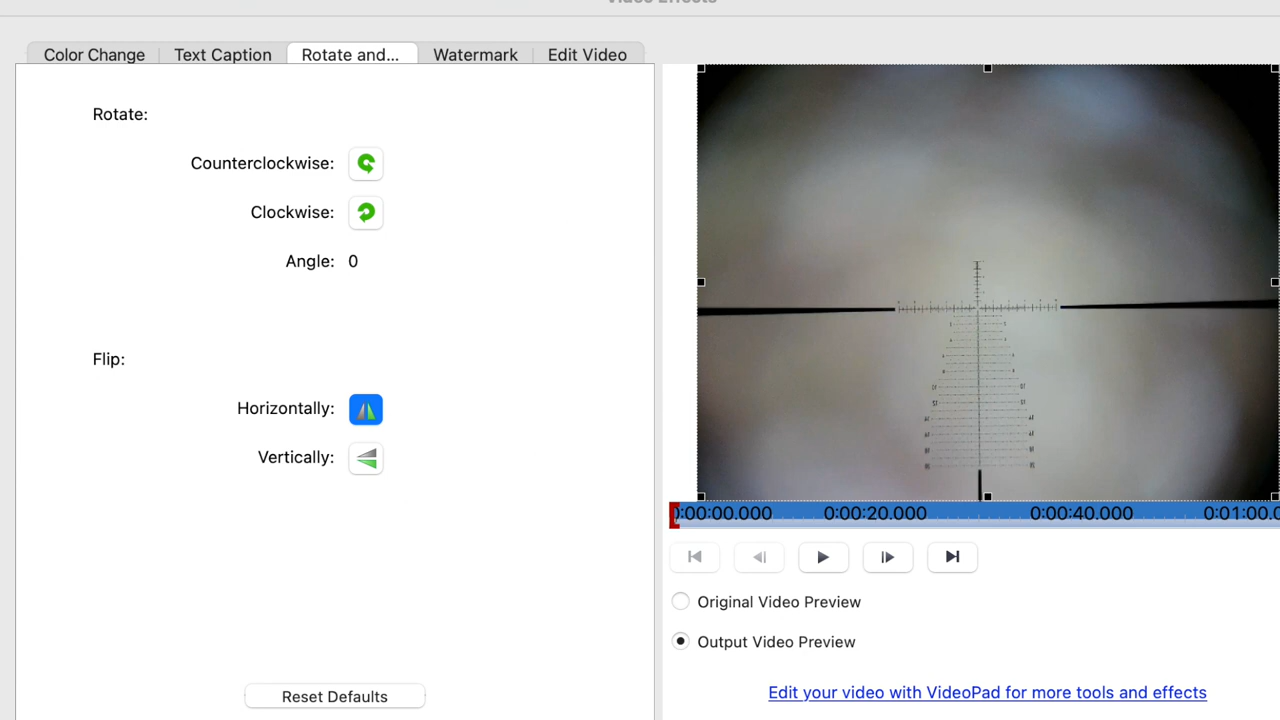 Video Effects
Color Change Text Caption Rotate and... Watermark Edit Video
Rotate:
Counterclockwise:
Clockwise:
Angle: 0
Flip:
Horizontally:
Vertically:
Reset Defaults
):00:00.000 0:00:20.000 0:00:40.000 0:01:00.0
Original Video Preview
Output Video Preview
Edit your video with VideoPad for more tools and effects